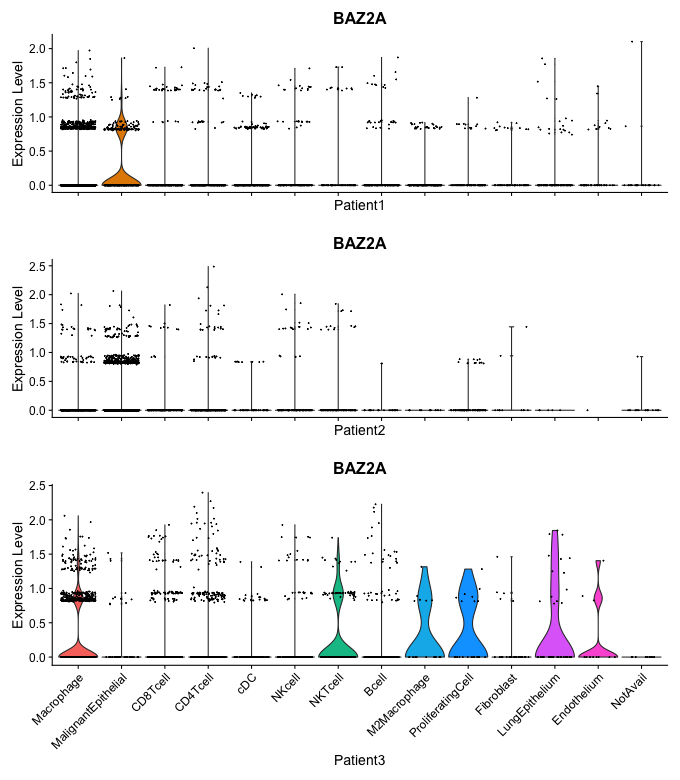 BAZ2A
Expression Level
2.0
1.5
1.0
0.5
0.0
Patient1
BAZ2A
Expression Level
2.5
2.0
1.5
1.0
0.5
0.0
Patient2
BAZ2A
Expression Level
2.5
2.0
1.5
1.0
0.5
0.0
Macrophage
MalignantEpithelial
CD8Tcell
CD4Tcell
cDC
NKcell
NKTcell
Bcell
M2Macrophage
ProliferatingCell
Fibroblast
LungEpithelium
Endothelium
NotAvail
Patient3